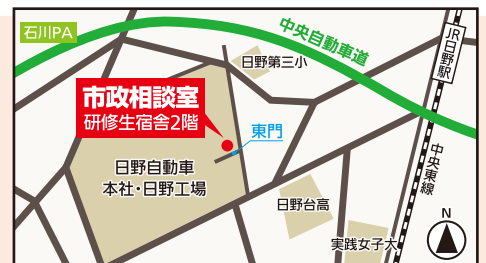 石川PA
中央自動車道
JR日野駅
日野第三小
市政相談室
研修生宿舎2階
東門
中央東線
日野自動車
本社・日野工場
日野台高
実践女子大
N